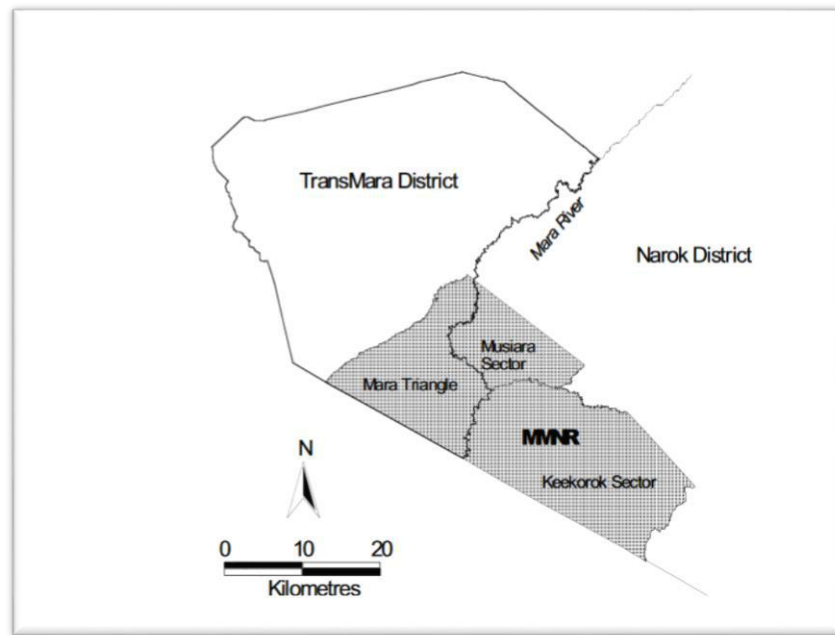 TransMara District
Mara River
Narok District
Musiara
Sector
Mara Triangle
MMNR
Keekorok Sector
N
0 10 20
Kilometres